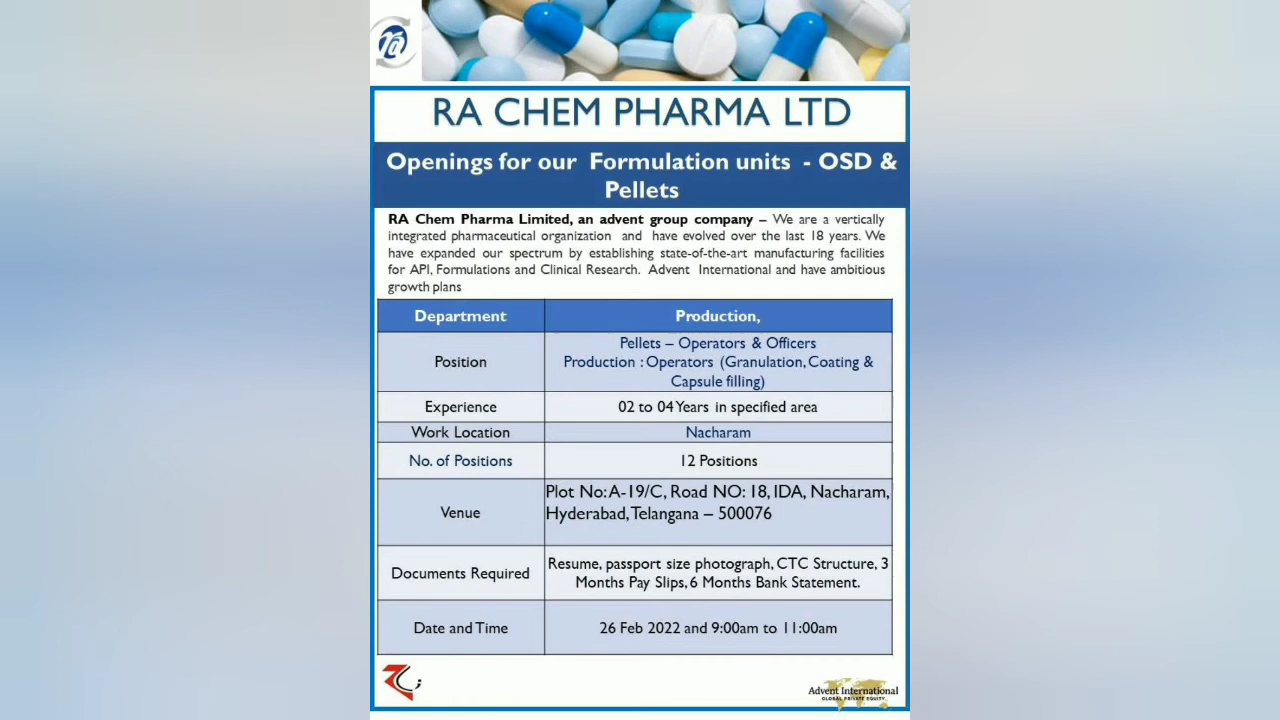 ra
RA CHEM PHARMA LTD
Openings for our Formulation units - OSD &
Pellets
RA Chem Pharma Limited, an advent group company – We are a vertically
integrated pharmaceutical organization and have evolved over the last 18 years. We
have expanded our spectrum by establishing state-of-the-art manufacturing facilities
for API, Formulations and Clinical Research. Advent International and have ambitious
growth plans
Department
Production,
Position
Pellets – Operators & Officers
Production : Operators (Granulation, Coating &
Capsule filling)
Experience
02 to 04 Years in specified area
Work Location
Nacharam
No. of Positions
12 Positions
Venue
Plot No: A-19/C, Road NO: 18, IDA, Nacharam,
Hyderabad, Telangana – 500076
Documents Required
Resume, passport size photograph, CTC Structure, 3
Months Pay Slips, 6 Months Bank Statement.
Date and Time
26 Feb 2022 and 9:00am to 11:00am
Advent International
GLOBAL PRIVATE EQUITY